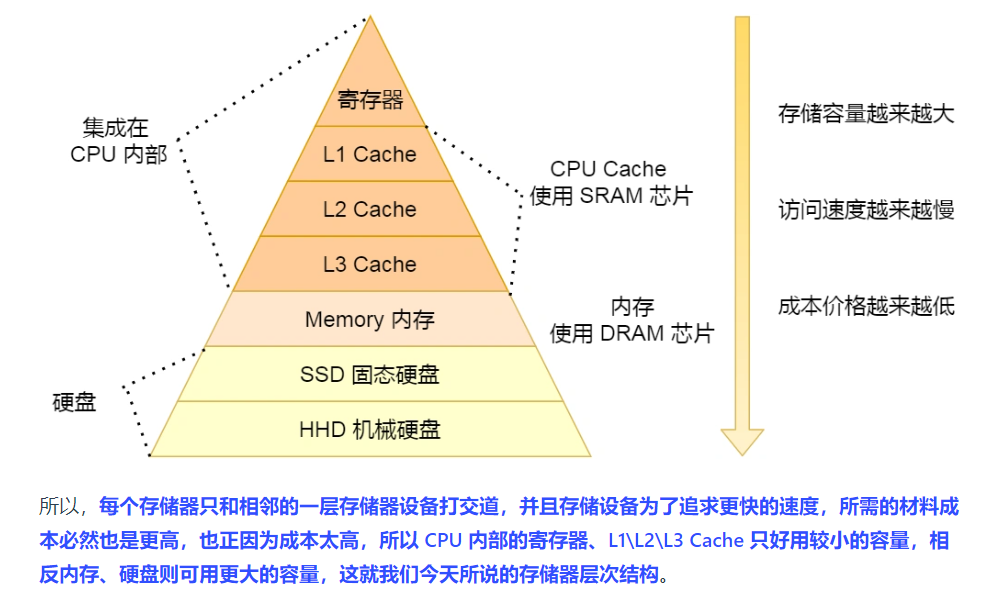 寄存器
集成在
CPU 内部
L1 Cache
L2 Cache
L3 Cache
CPU Cache
使用 SRAM 芯片
Memory 内存
内存
使用 DRAM 芯片
SSD 固态硬盘
HHD 机械硬盘
硬盘
存储容量越来越大
访问速度越来越慢
成本价格越来越低
所以，每个存储器只和相邻的一层存储器设备打交道，并且存储设备为了追求更快的速度，所需的材料成
本必然也是更高，也正因为成本太高，所以 CPU 内部的寄存器、L1\L2\L3 Cache 只好用较小的容量，相
反内存、硬盘则可用更大的容量，这就我们今天所说的存储器层次结构。